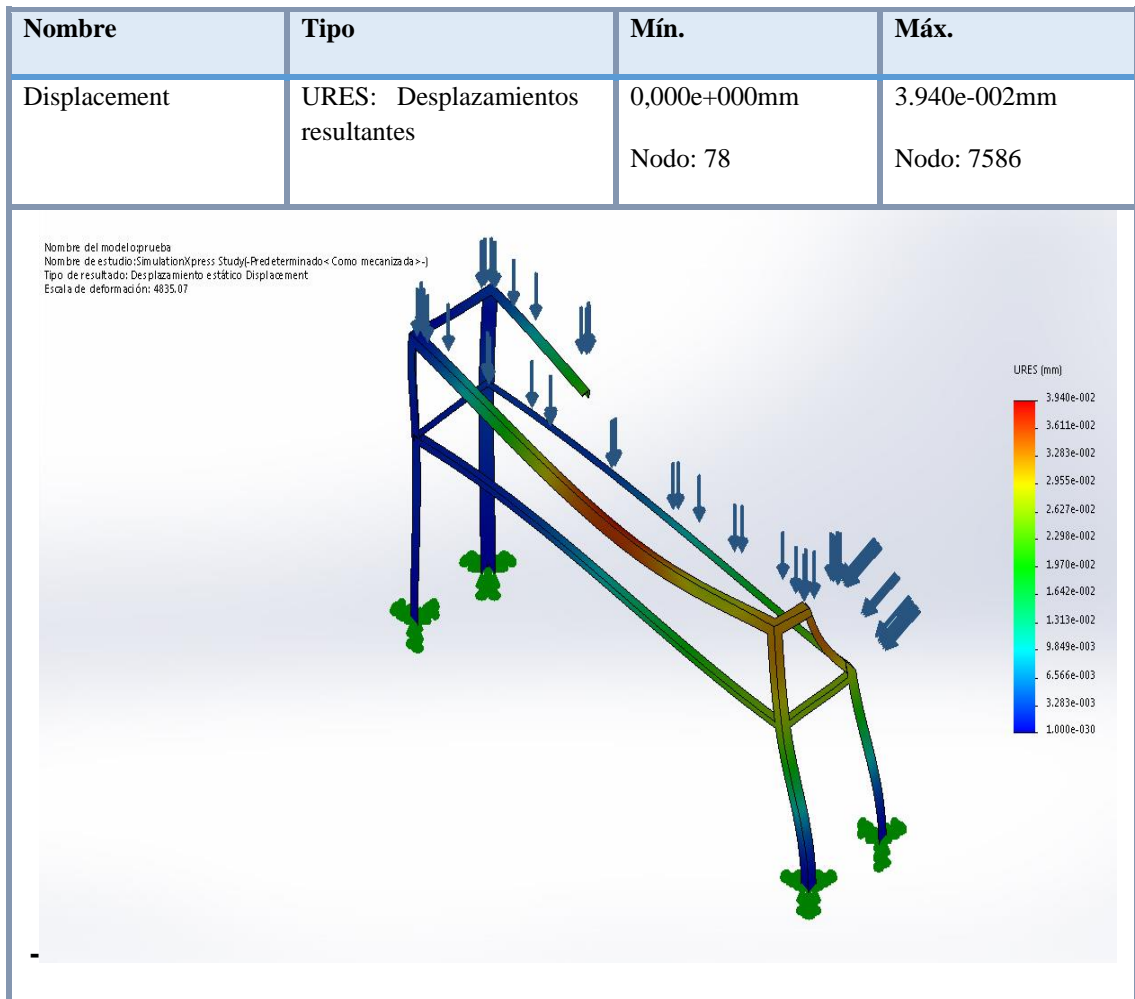 Nombre Tipo Mín. Máx.
Displacement URES: Desplazamientos resultantes 0,000e+000mm 3.940e-002mm
Nodo: 78 Nodo: 7586
Nombre del modelo:prueba
Nombre de estudio:SimulationXpress Study(-Predeterminado<Como mecanizada>-)
Tipo de resultado: Desplazamiento estático Displacement
Escala de deformación: 4835.07
URES (mm)
3.940e-002
3.611e-002
3.283e-002
2.955e-002
2.627e-002
2.298e-002
1.970e-002
1.642e-002
1.313e-002
9.849e-003
6.566e-003
3.283e-003
1.000e-030
-